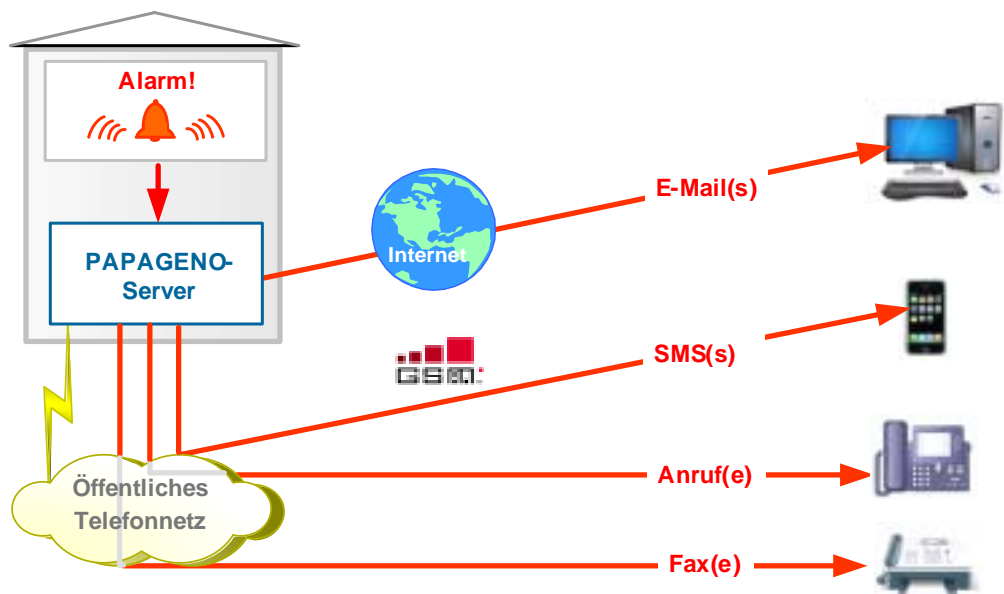 Alarm!
PAPAGENO-
Server
Internet
E-Mail(s)
GSM
SMS(s)
Öffentliches
Telefonnetz
Anruf(e)
Fax(e)